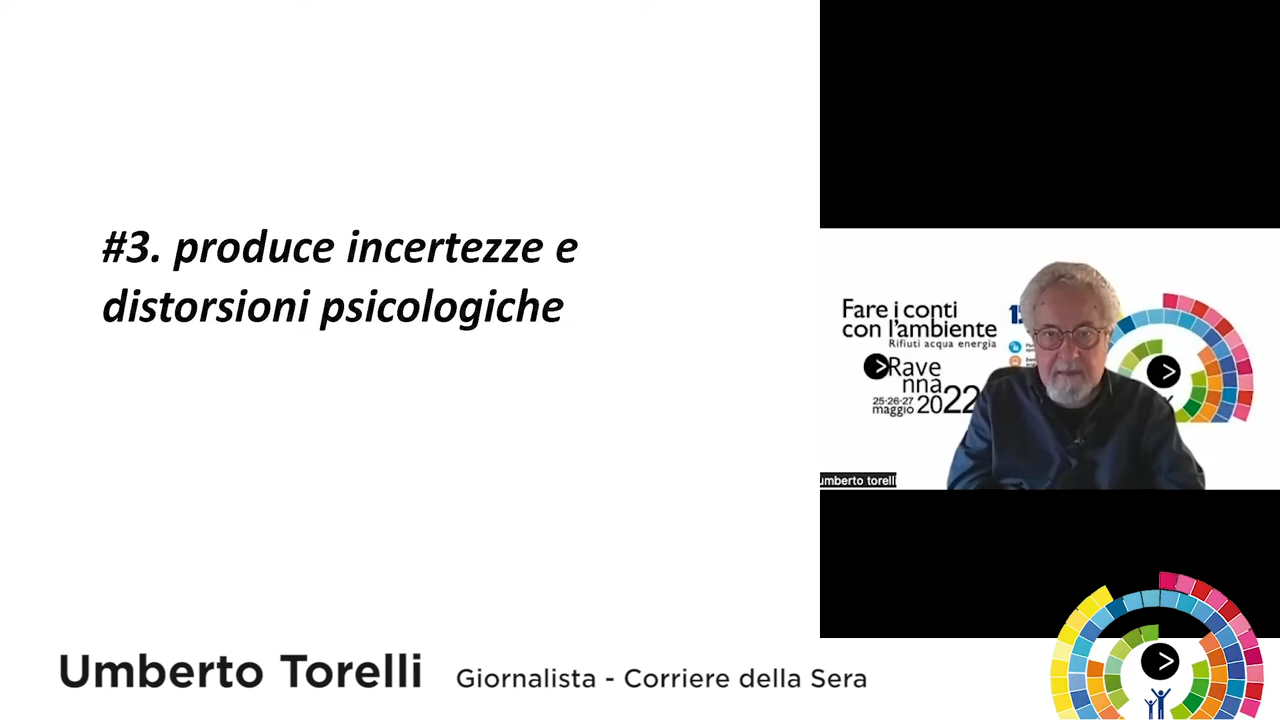 #3. produce incertezze e
distorsioni psicologiche
Fare i conti
con l'ambiente
Rifiuti acqua energia
Rave
nna
2022
25-26-27
maggio
umberto torelli
Umberto Torelli
Giornalista - Corriere della Sera